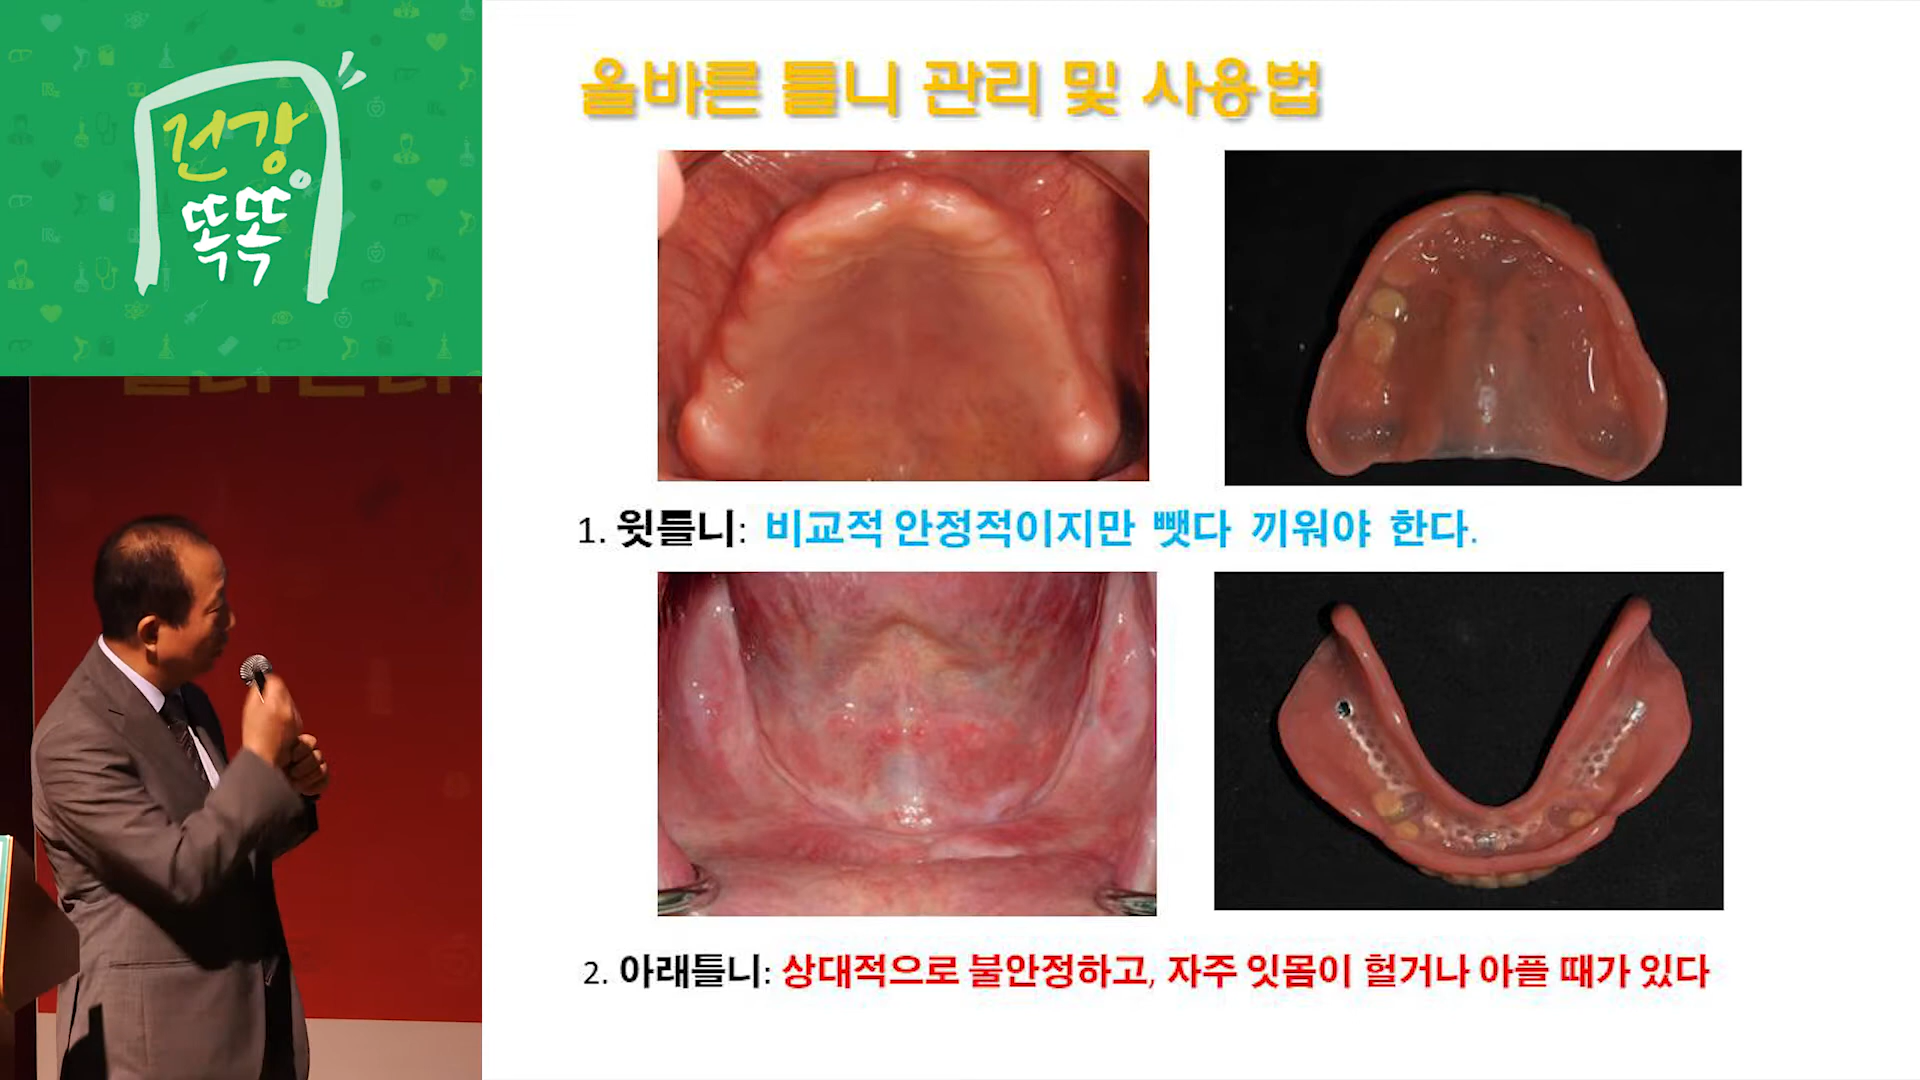 건강
똑똑
올바른 틀니 관리 및 사용법
1. 윗틀니: 비교적 안정적이지만 뺏다 끼워야 한다.
2. 아래틀니: 상대적으로 불안정하고, 자주 잇몸이 헐거나 아플 때가 있다